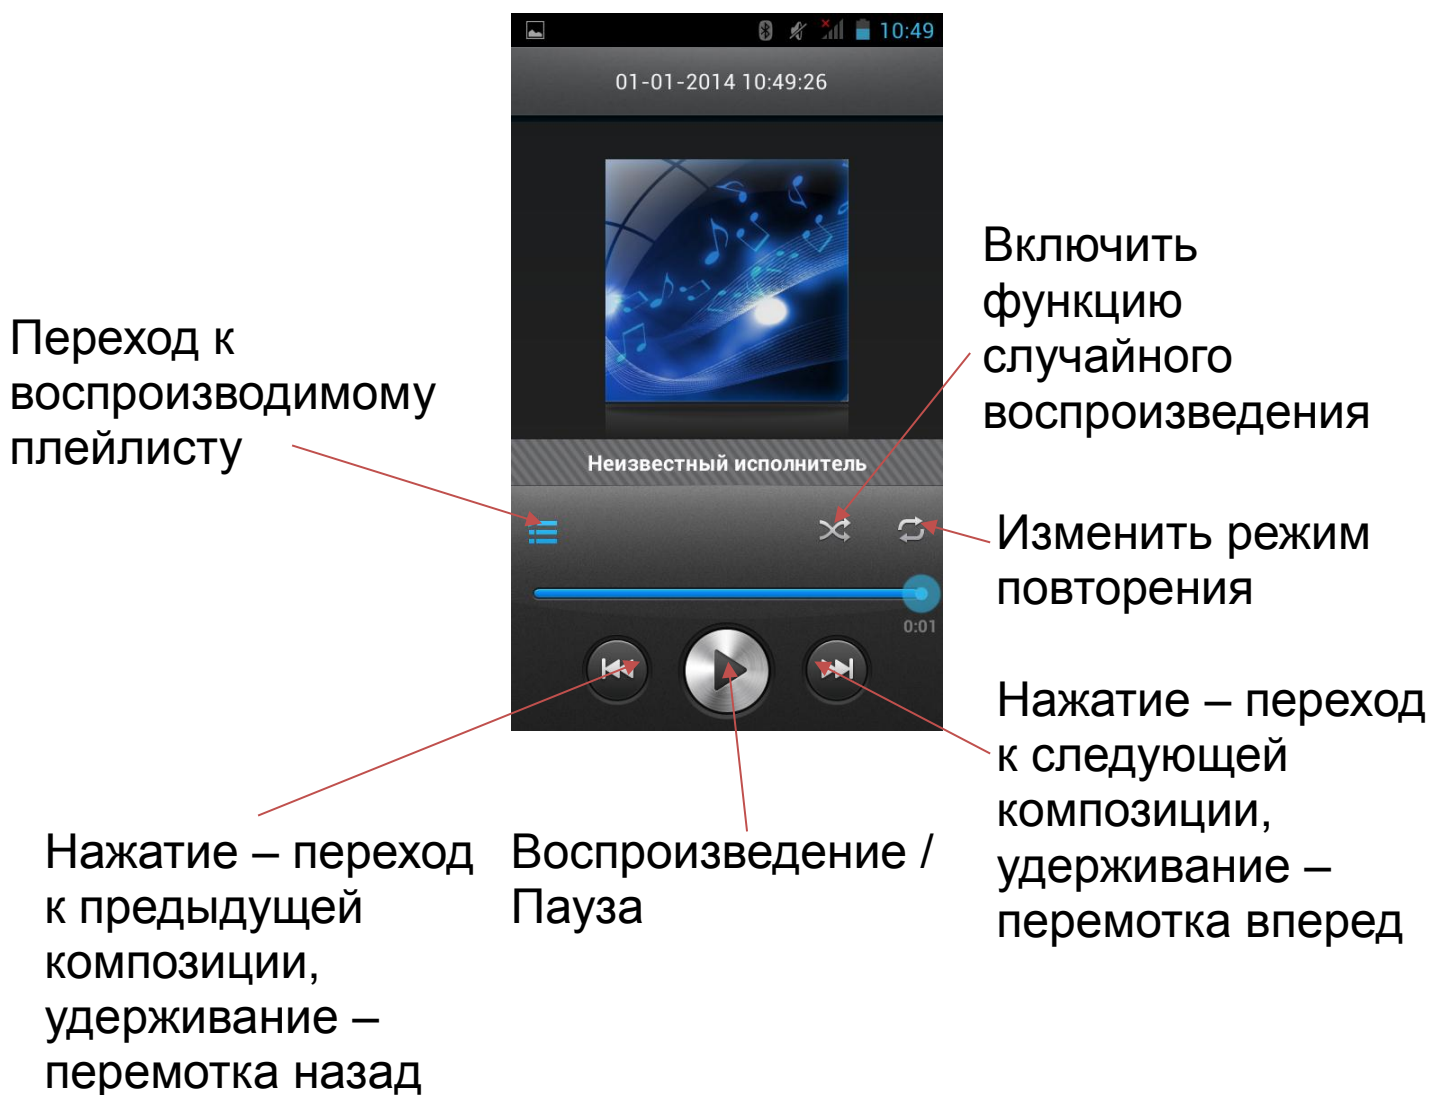 10:49
01-01-2014 10:49:26
Включить
функцию
случайного
воспроизведения
Переход к
воспроизводимому
плейлисту
Неизвестный исполнитель
Изменить режим
повторения
0:01
Нажатие – переход
к следующей
композиции,
удерживание –
перемотка вперед
Нажатие – переход
к предыдущей
композиции,
удерживание –
перемотка назад
Воспроизведение /
Пауза